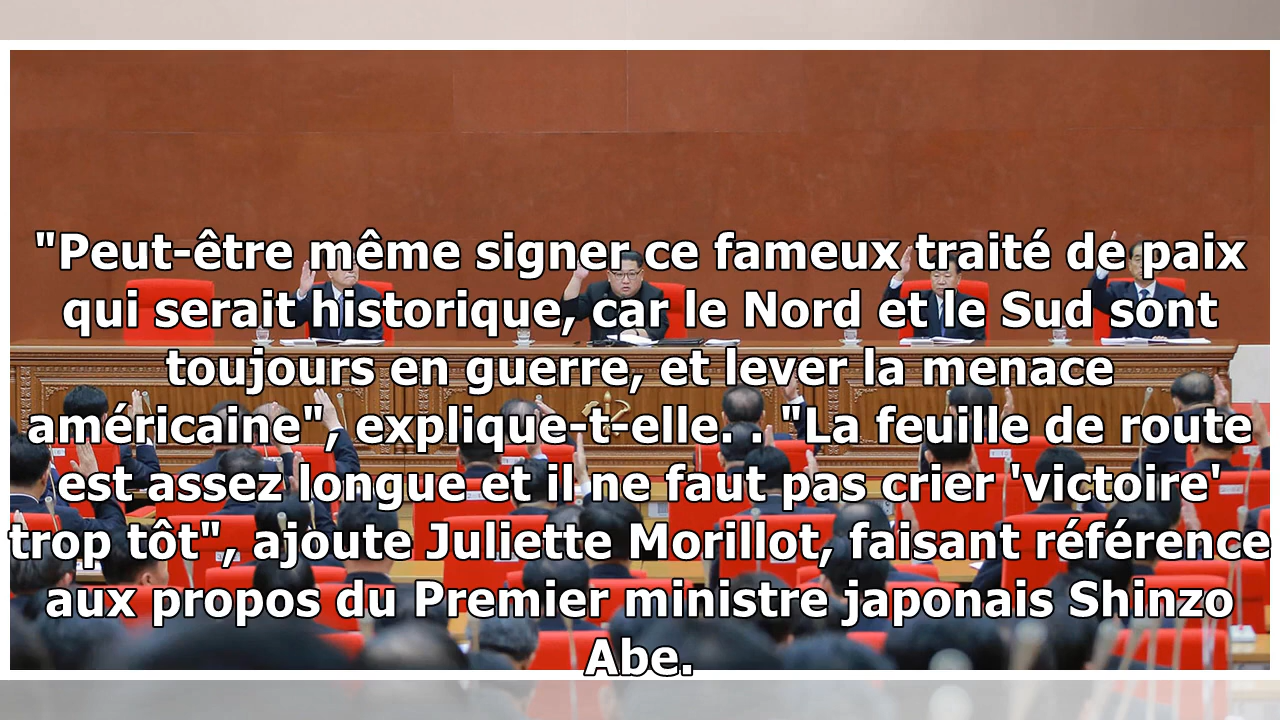 "Peut-être même signer ce fameux traité de paix
qui serait historique, car le Nord et le Sud sont
toujours en guerre, et lever la menace
américaine", explique-t-elle. . "La feuille de route
est assez longue et il ne faut pas crier 'victoire'
trop tôt", ajoute Juliette Morillot, faisant référence
aux propos du Premier ministre japonais Shinzo
Abe.